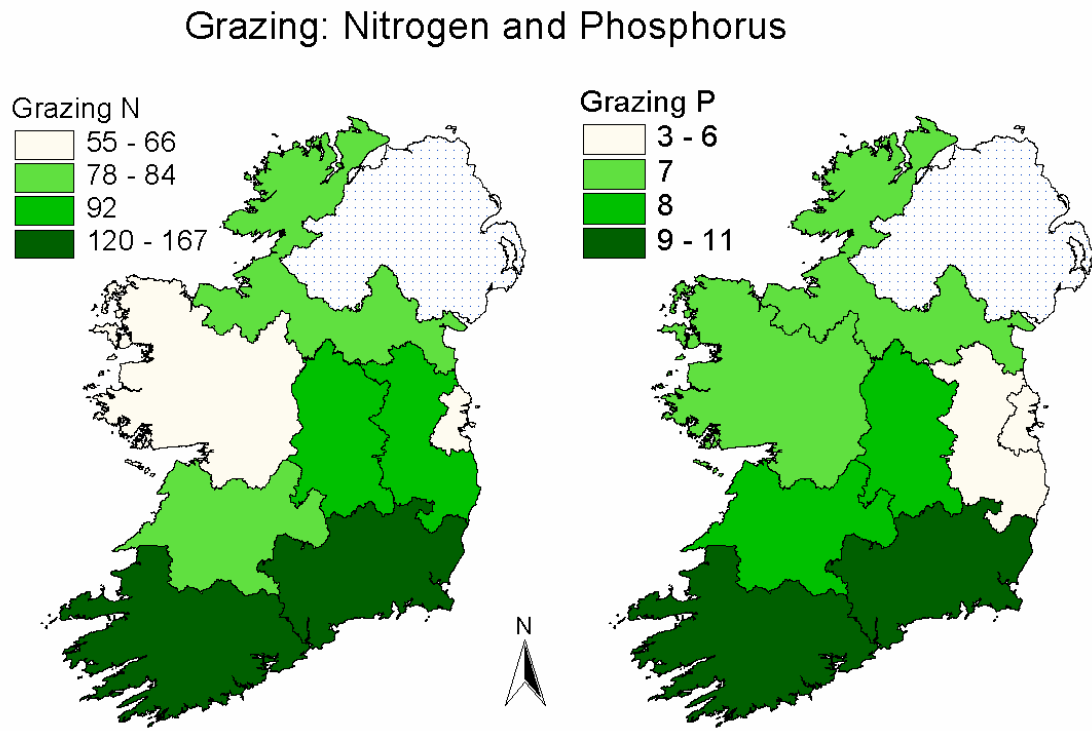 Grazing: Nitrogen and Phosphorus
Grazing N
55 - 66
78 - 84
92
120 - 167
Grazing P
3 - 6
7
8
9 - 11
N